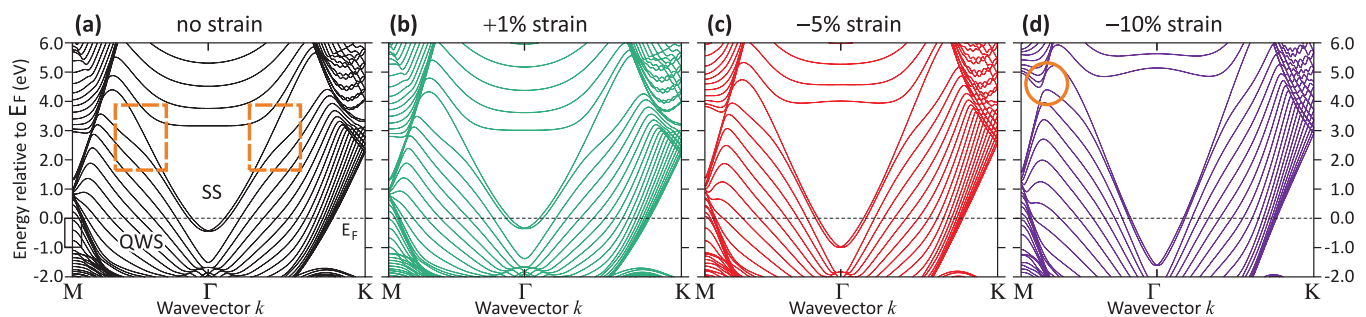 (a) no strain
(b) +1% strain
(c) −5% strain
(d) −10% strain
Energy relative to EF (eV)
6.0
5.0
4.0
3.0
2.0
1.0
0.0
-1.0
-2.0
SS
QWS
EF
6.0
5.0
4.0
3.0
2.0
1.0
0.0
-1.0
-2.0
M Γ K
Wavevector k
M Γ K
Wavevector k
M Γ K
Wavevector k
M Γ K
Wavevector k